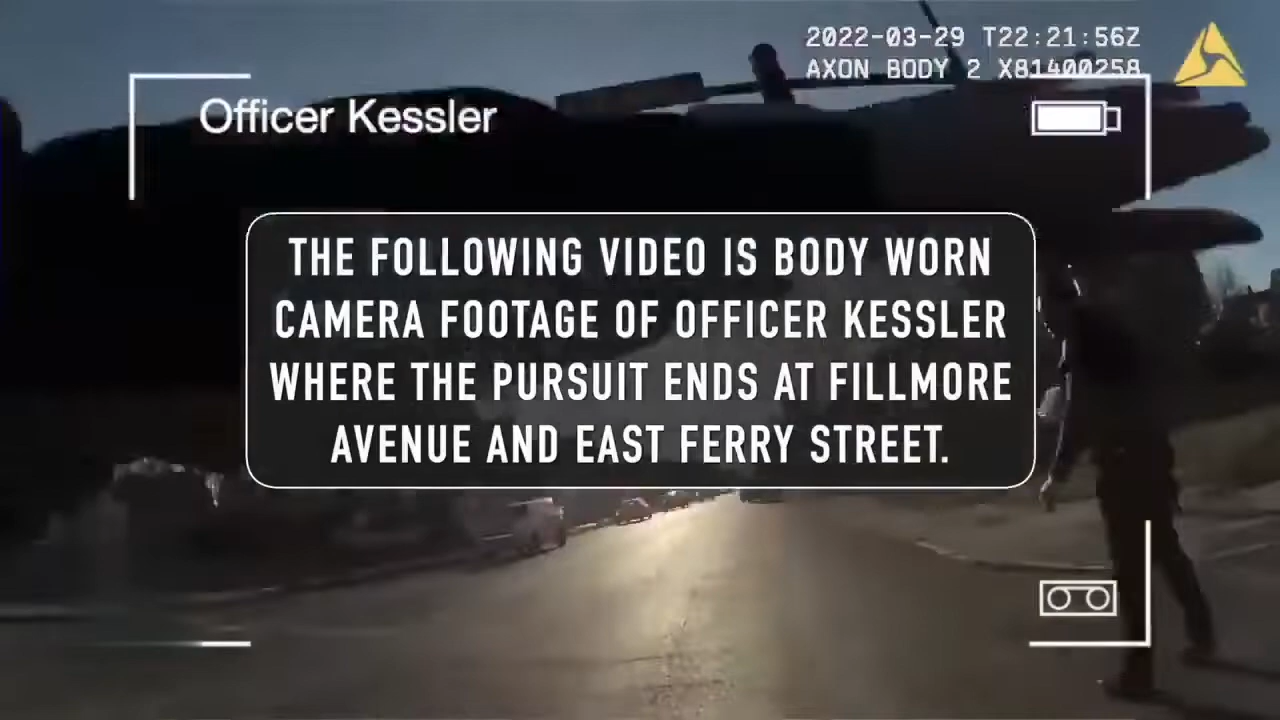 2022-03-29 T22:21:56Z
AXON BODY 2 X81400258
Officer Kessler
THE FOLLOWING VIDEO IS BODY WORN
CAMERA FOOTAGE OF OFFICER KESSLER
WHERE THE PURSUIT ENDS AT FILLMORE
AVENUE AND EAST FERRY STREET.